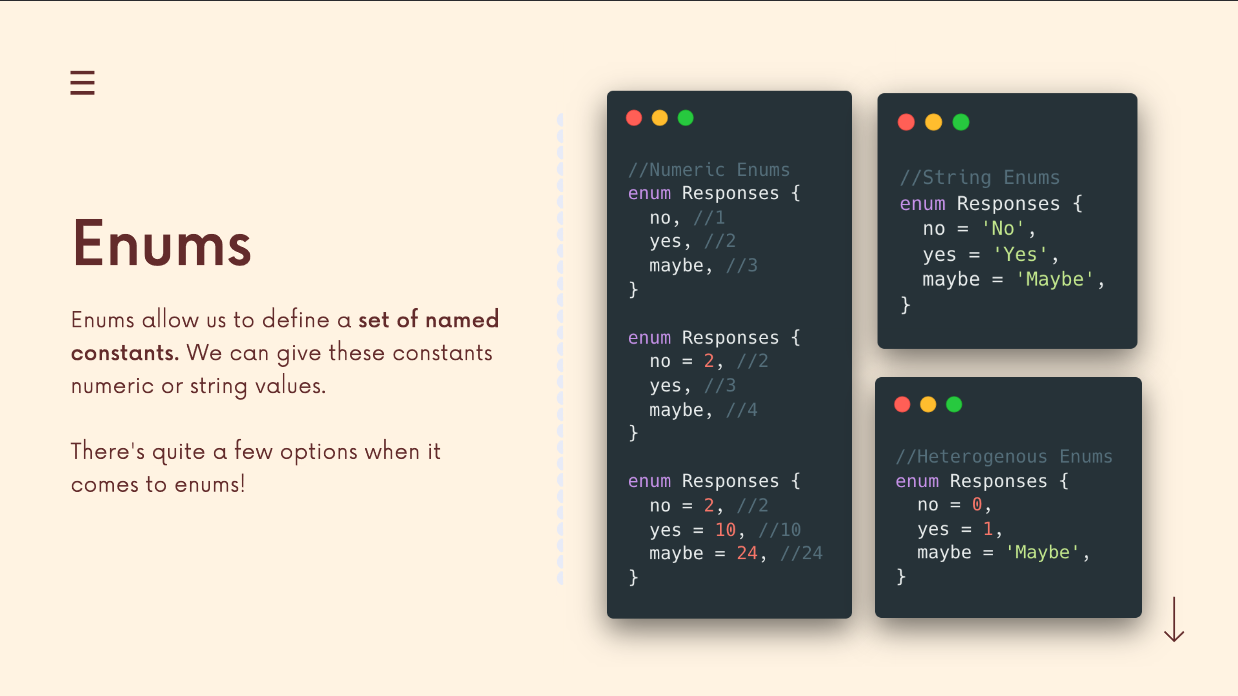 Enums
Enums allow us to define a set of named
constants. We can give these constants
numeric or string values.
There's quite a few options when it
comes to enums!
//Numeric Enums
enum Responses {
  no, //1
  yes, //2
  maybe, //3
}
enum Responses {
  no = 2, //2
  yes, //3
  maybe, //4
}
enum Responses {
  no = 2, //2
  yes = 10, //10
  maybe = 24, //24
}
//String Enums
enum Responses {
  no = 'No',
  yes = 'Yes',
  maybe = 'Maybe',
}
//Heterogenous Enums
enum Responses {
  no = 0,
  yes = 1,
  maybe = 'Maybe',
}